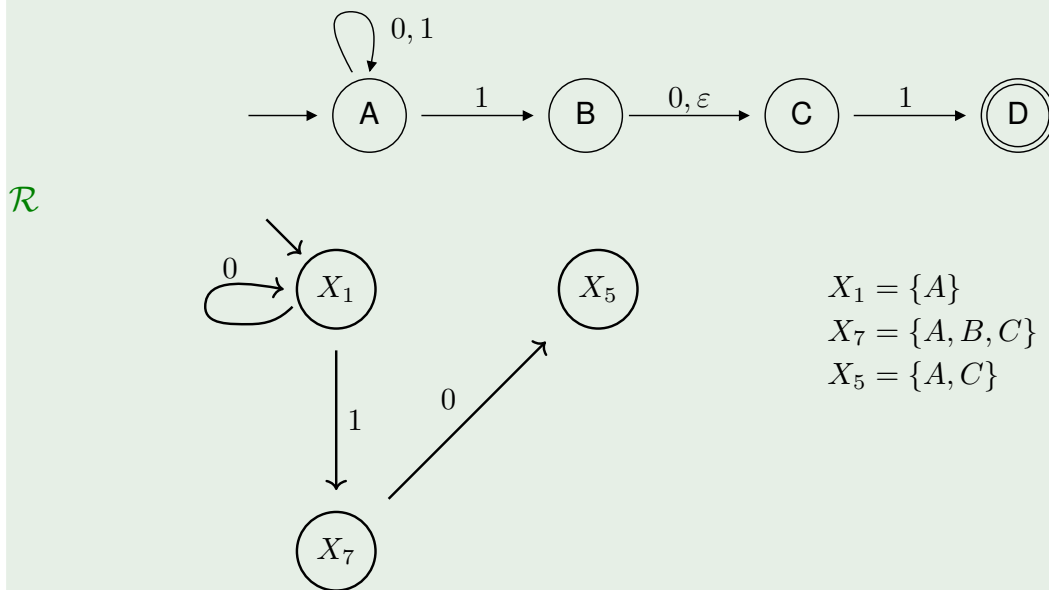 0, 1
A 1 B 0, ε C 1 D
ℛ
0
X₁ X₅ X₁ = {A}
X₇ = {A, B, C}
X₅ = {A, C}
0
1
X₇